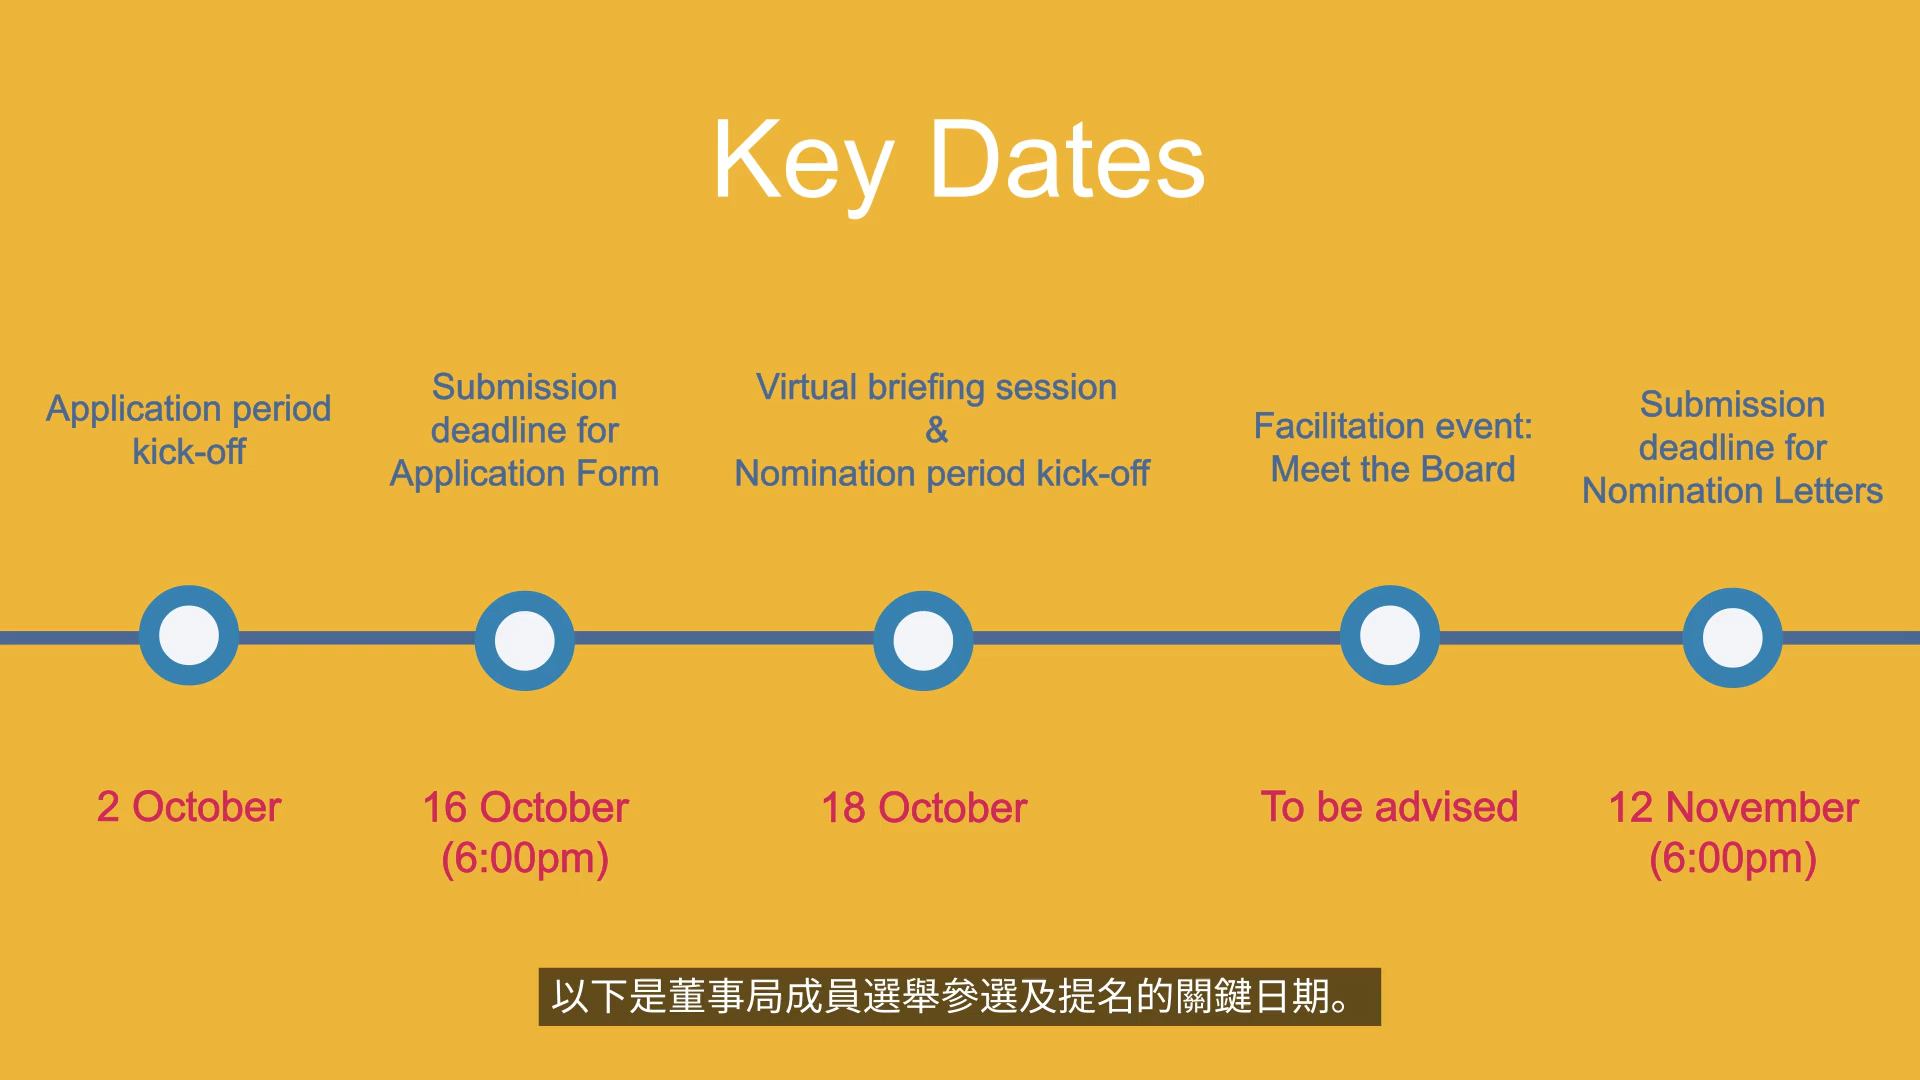 Key Dates
Application period
kick-off
Submission
deadline for
Application Form
Virtual briefing session
&
Nomination period kick-off
Facilitation event:
Meet the Board
Submission
deadline for
Nomination Letters
2 October
16 October
(6:00pm)
18 October
To be advised
12 November
(6:00pm)
以下是董事局成員選舉參選及提名的關鍵日期。